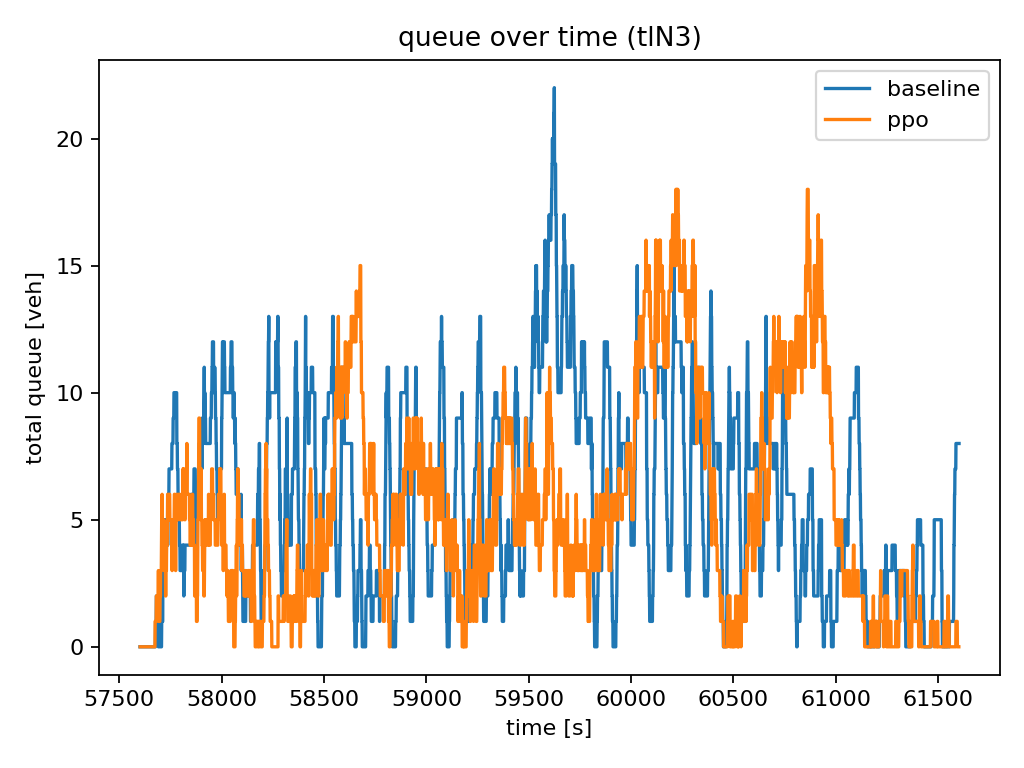 queue over time (tlN3)
baseline
ppo
total queue [veh]
20
15
10
5
0
57500 58000 58500 59000 59500 60000 60500 61000 61500
time [s]